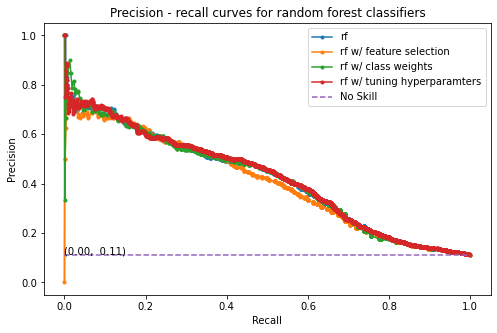 Precision - recall curves for random forest classifiers
rf
rf w/ feature selection
rf w/ class weights
rf w/ tuning hyperparamters
No Skill
Precision
1.0
0.8
0.6
0.4
0.2
0.0
(0.00, 0.11)
0.0 0.2 0.4 0.6 0.8 1.0
Recall